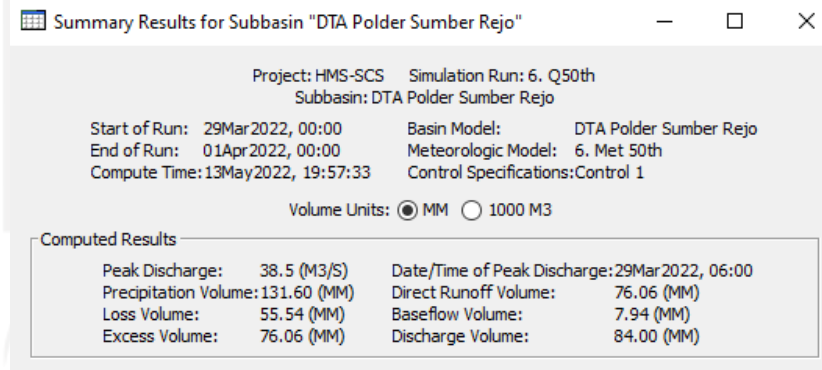 Summary Results for Subbasin "DTA Polder Sumber Rejo"
Project: HMS-SCS Simulation Run: 6. Q50th
Subbasin: DTA Polder Sumber Rejo
Start of Run: 29Mar2022, 00:00 Basin Model: DTA Polder Sumber Rejo
End of Run: 01Apr2022, 00:00 Meteorologic Model: 6. Met 50th
Compute Time:13May2022, 19:57:33 Control Specifications:Control 1
Volume Units: MM 1000 M3
Computed Results
Peak Discharge: 38.5 (M3/S) Date/Time of Peak Discharge:29Mar2022, 06:00
Precipitation Volume:131.60 (MM) Direct Runoff Volume: 76.06 (MM)
Loss Volume: 55.54 (MM) Baseflow Volume: 7.94 (MM)
Excess Volume: 76.06 (MM) Discharge Volume: 84.00 (MM)